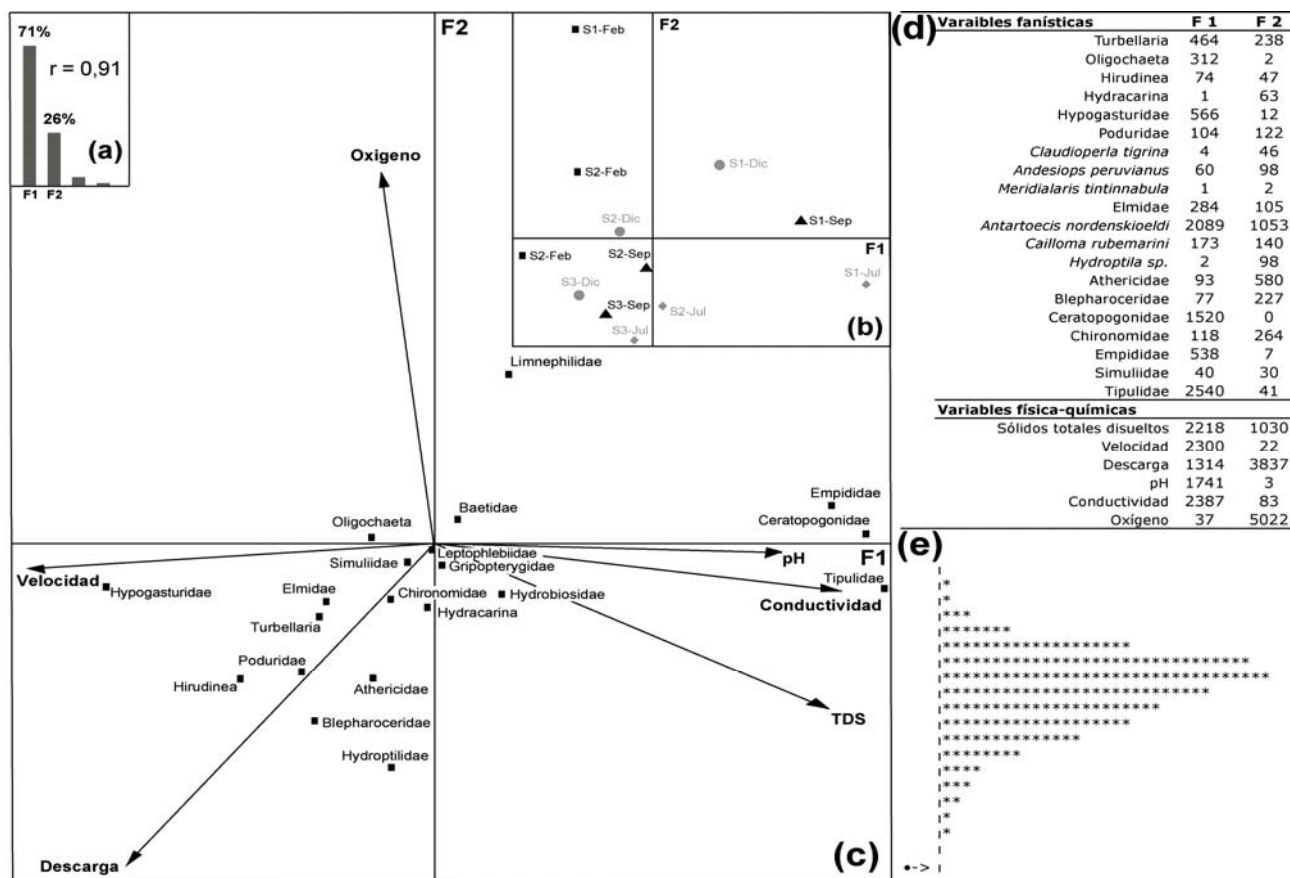 71%
r = 0,91
26%
(a)
F1 F2
F2
Oxigeno
S1-Feb
F2
S2-Feb
S1-Dic
S2-Dic
S1-Sep
F1
S2-Feb
S2-Sep
S3-Dic
S1-Jul
S3-Sep
S2-Jul
S3-Jul
(b)
Limnephilidae
Empididae
Baetidae
Oligochaeta
Ceratopogonidae
Leptophlebiidae
F1
pH
Simuliidae
Gripopterygidae
Velocidad
Hypogasturidae
Tipulidae
Elmidae
Chironomidae
Hydrobiosidae
Conductividad
Hydracarina
Turbellaria
Poduridae
Hirudinea
Athericidae
TDS
Blepharoceridae
Hydroptilidae
Descarga
(c)
(d)
Varaibles fanísticas F 1 F 2
Turbellaria 464 238
Oligochaeta 312 2
Hirudinea 74 47
Hydracarina 1 63
Hypogasturidae 566 12
Poduridae 104 122
Claudioperla tigrina 4 46
Andesiops peruvianus 60 98
Meridialaris tintinnabula 1 2
Elmidae 284 105
Antartoecis nordenskioeldi 2089 1053
Cailloma rubemarini 173 140
Hydroptila sp. 2 98
Athericidae 93 580
Blepharoceridae 77 227
Ceratopogonidae 1520 0
Chironomidae 118 264
Empididae 538 7
Simuliidae 40 30
Tipulidae 2540 41
Variables física-químicas
Sólidos totales disueltos 2218 1030
Velocidad 2300 22
Descarga 1314 3837
pH 1741 3
Conductividad 2387 83
Oxígeno 37 5022
(e)